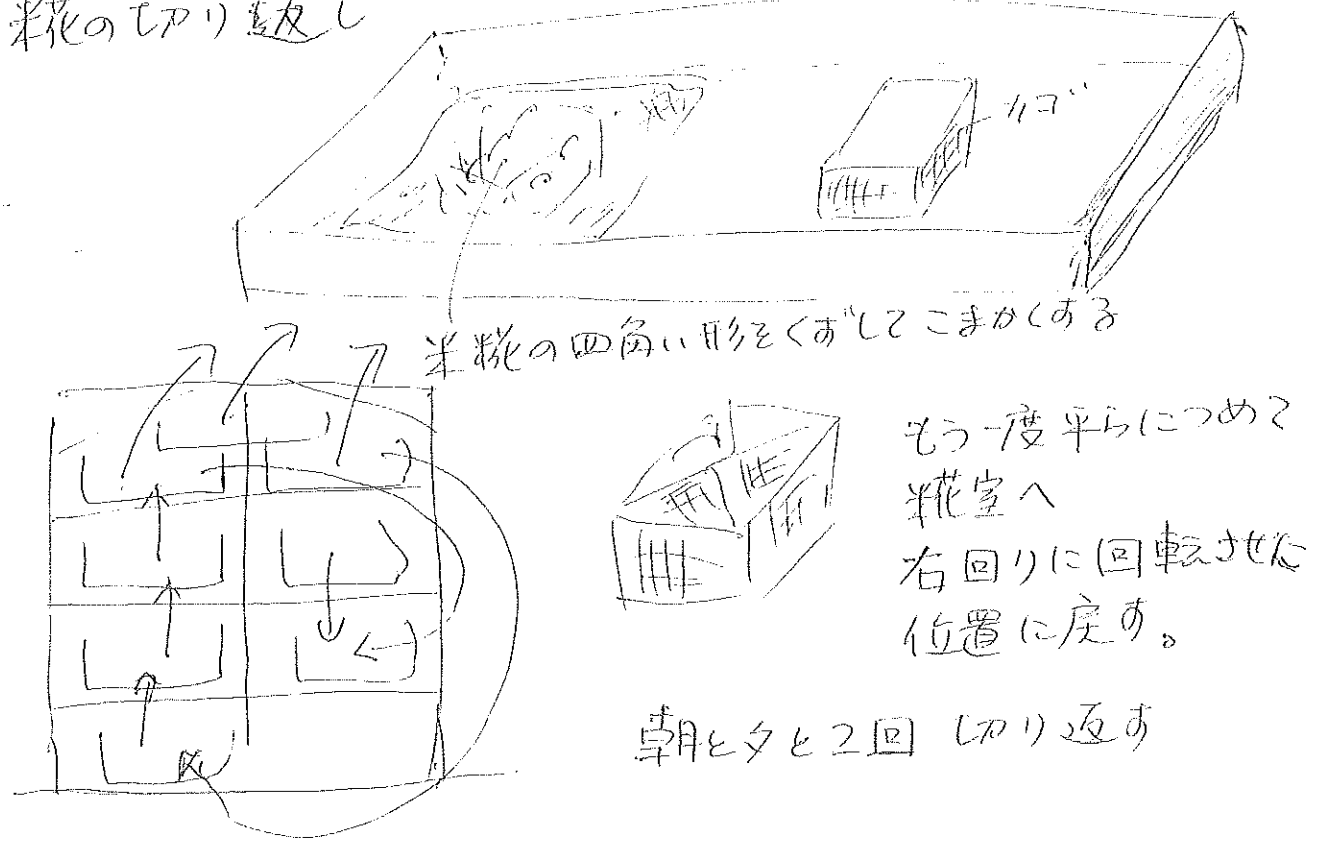 米糀の切り返し
カゴ
米糀の四角い形をくずしてこまかくする
もう一度平らにつめて
糀室へ
右回りに回転させた
位置に戻す。
朝と夕と2回 切り返す